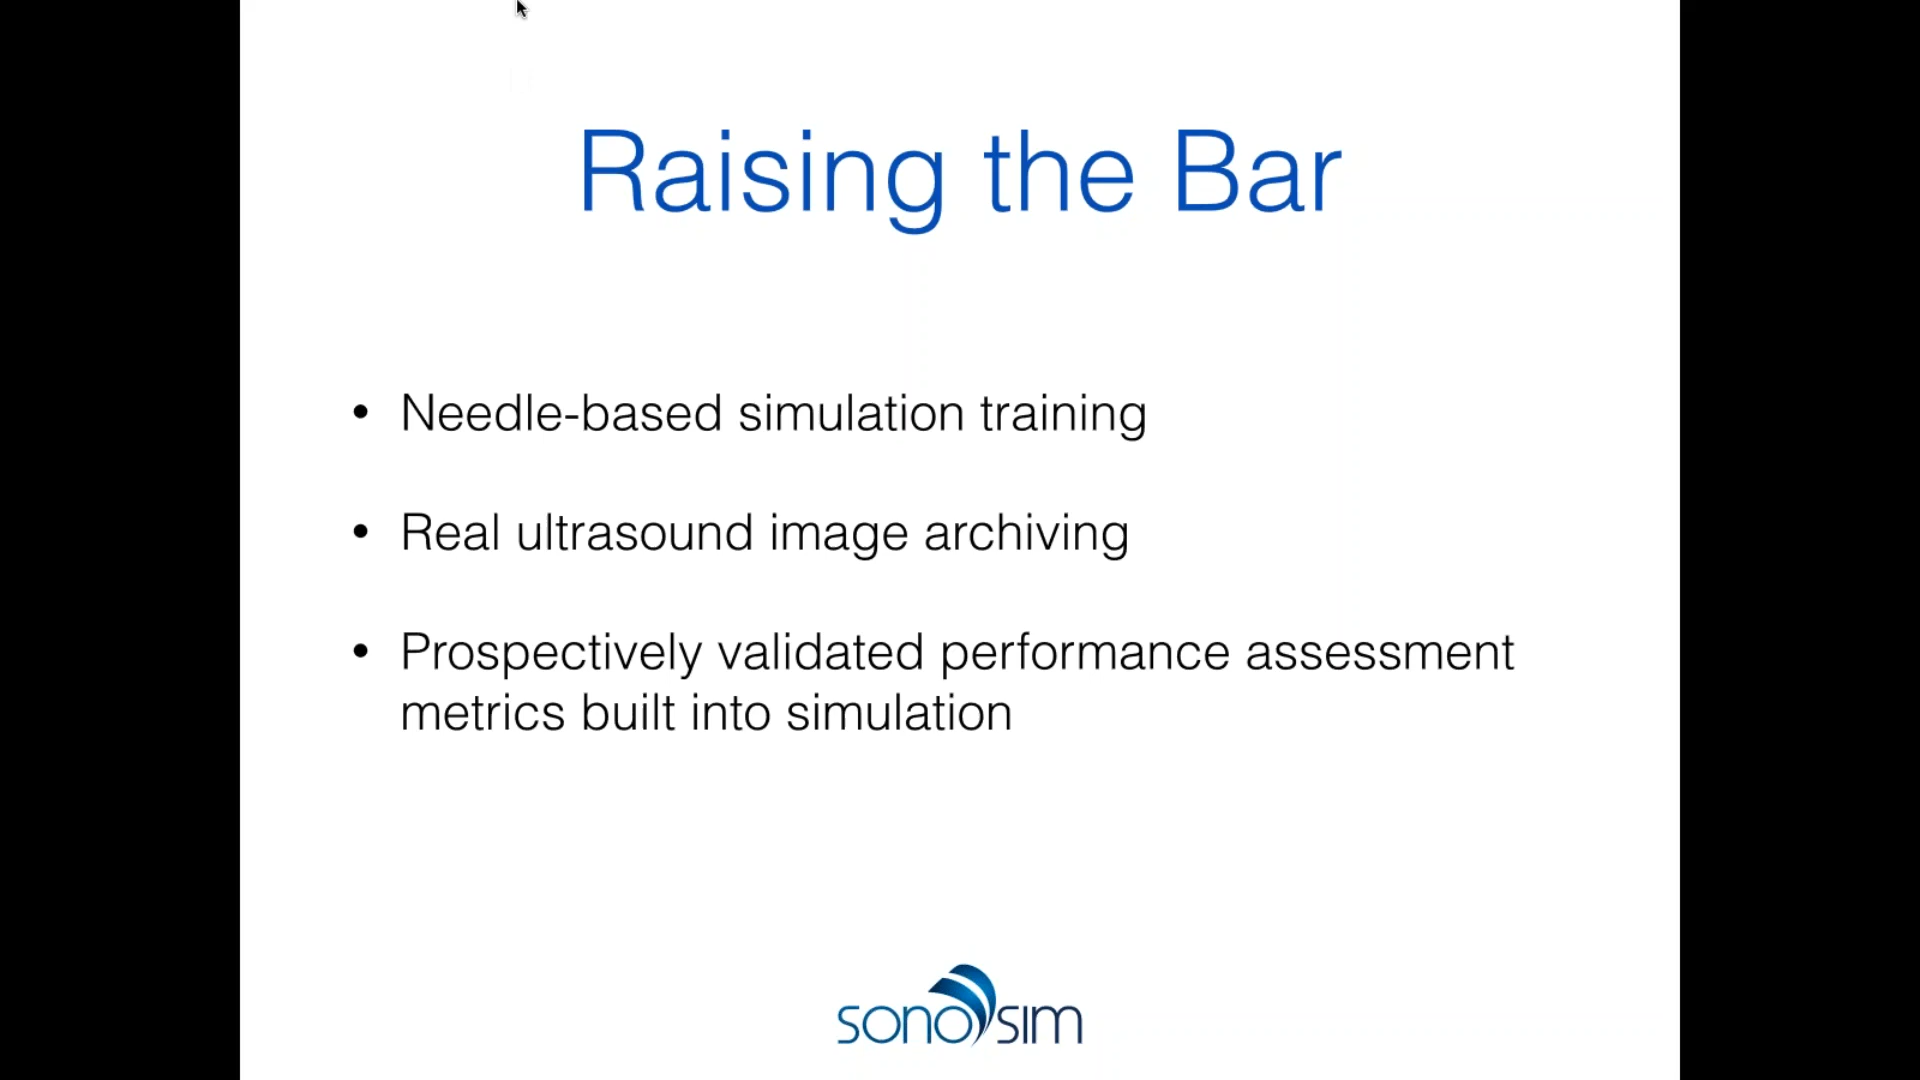 Raising the Bar
• Needle-based simulation training
• Real ultrasound image archiving
• Prospectively validated performance assessment
metrics built into simulation
sonosim